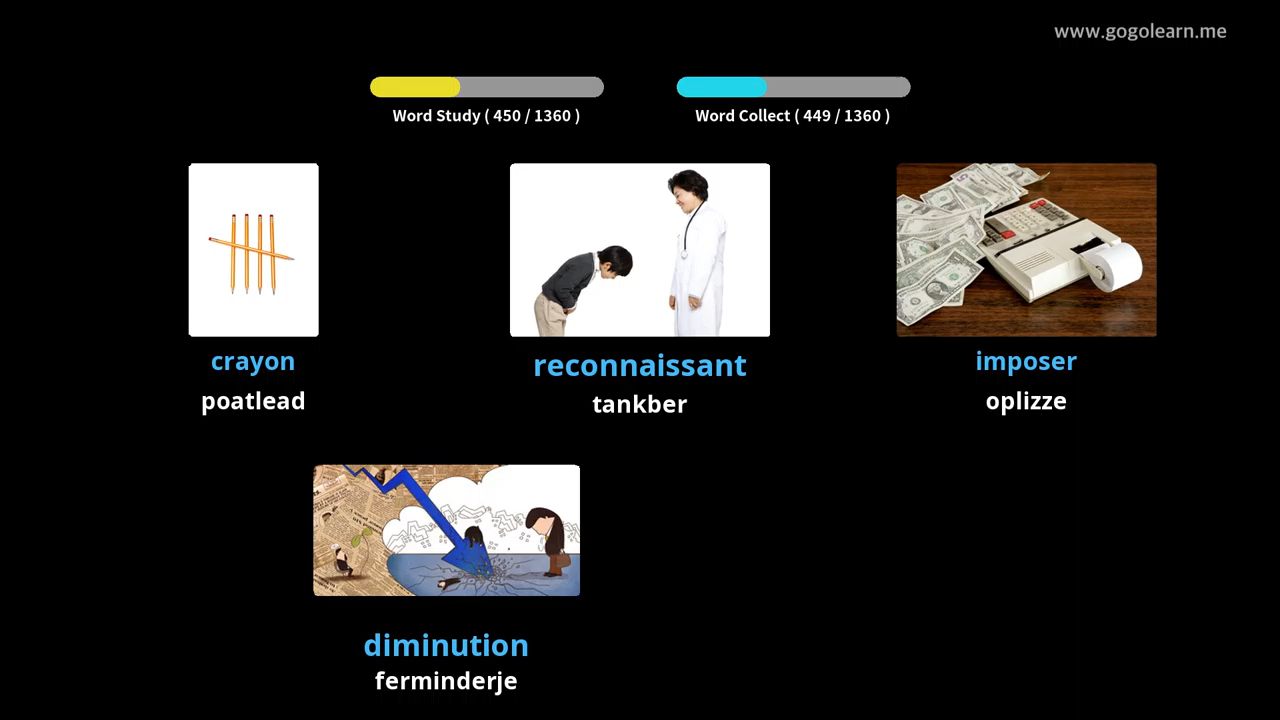 www.gogolearn.me
Word Study ( 450 / 1360 )
Word Collect ( 449 / 1360 )
crayon
poatlead
reconnaissant
tankber
imposer
oplizze
diminution
ferminderje